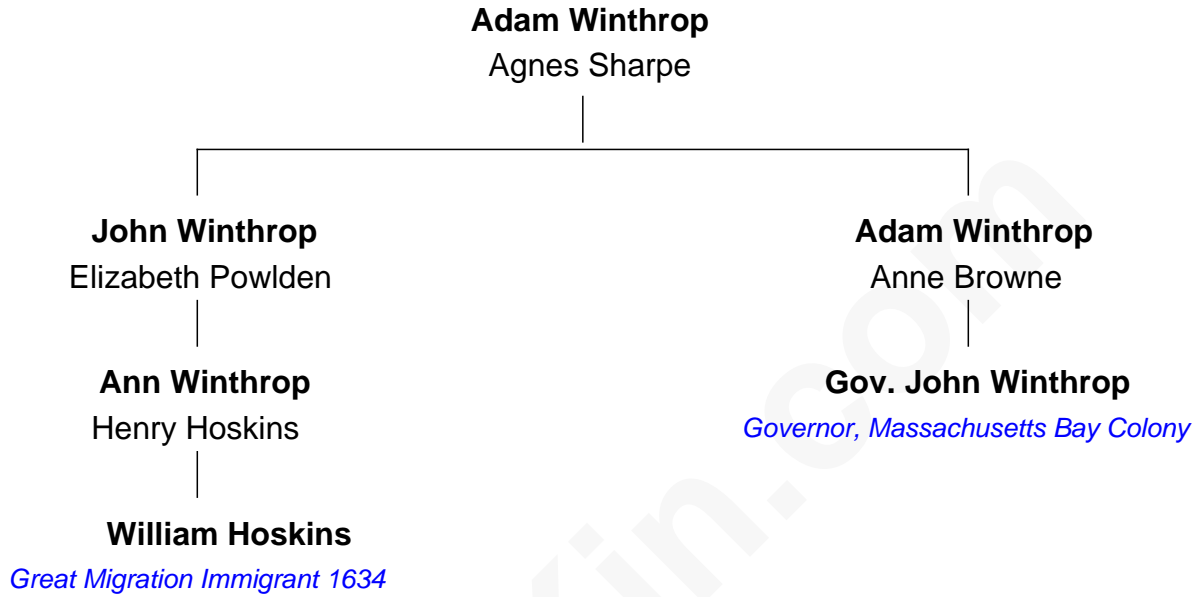 Adam Winthrop
Agnes Sharpe
John Winthrop
Elizabeth Powlden
Adam Winthrop
Anne Browne
Ann Winthrop
Henry Hoskins
Gov. John Winthrop
Governor, Massachusetts Bay Colony
William Hoskins
Great Migration Immigrant 1634